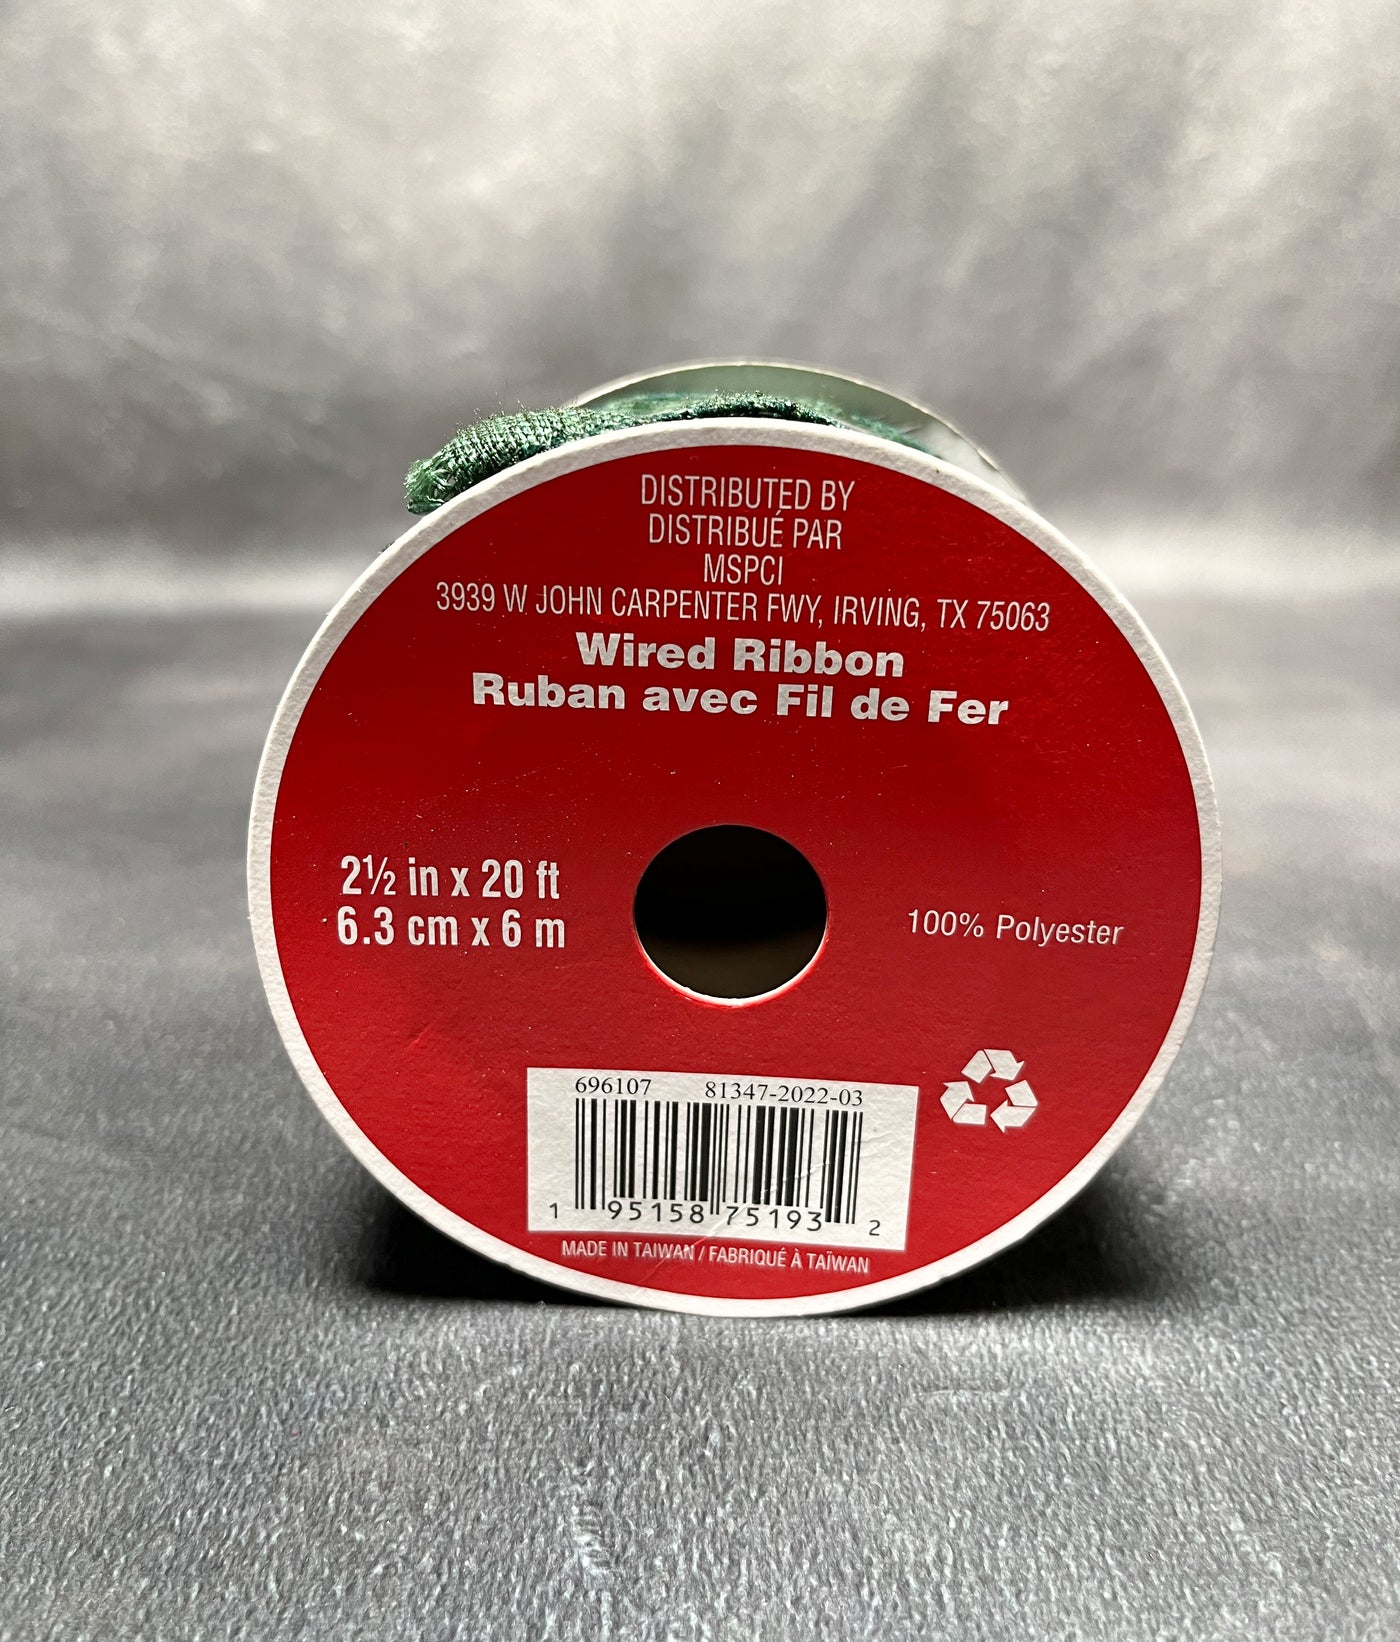 DISTRIBUTED BY
DISTRIBUÉ PAR
MSPCI
3939 W. JOHN CARPENTER FWY, IRVING, TX 75063
Wired Ribbon
Ruban avec Fil de Fer
2½ in x 20 ft
6.3 cm x 6 m
100% Polyester
696107 81347-2022-03
1 95158 75193 2
MADE IN TAIWAN / FABRIQUÉ À TAÏWAN